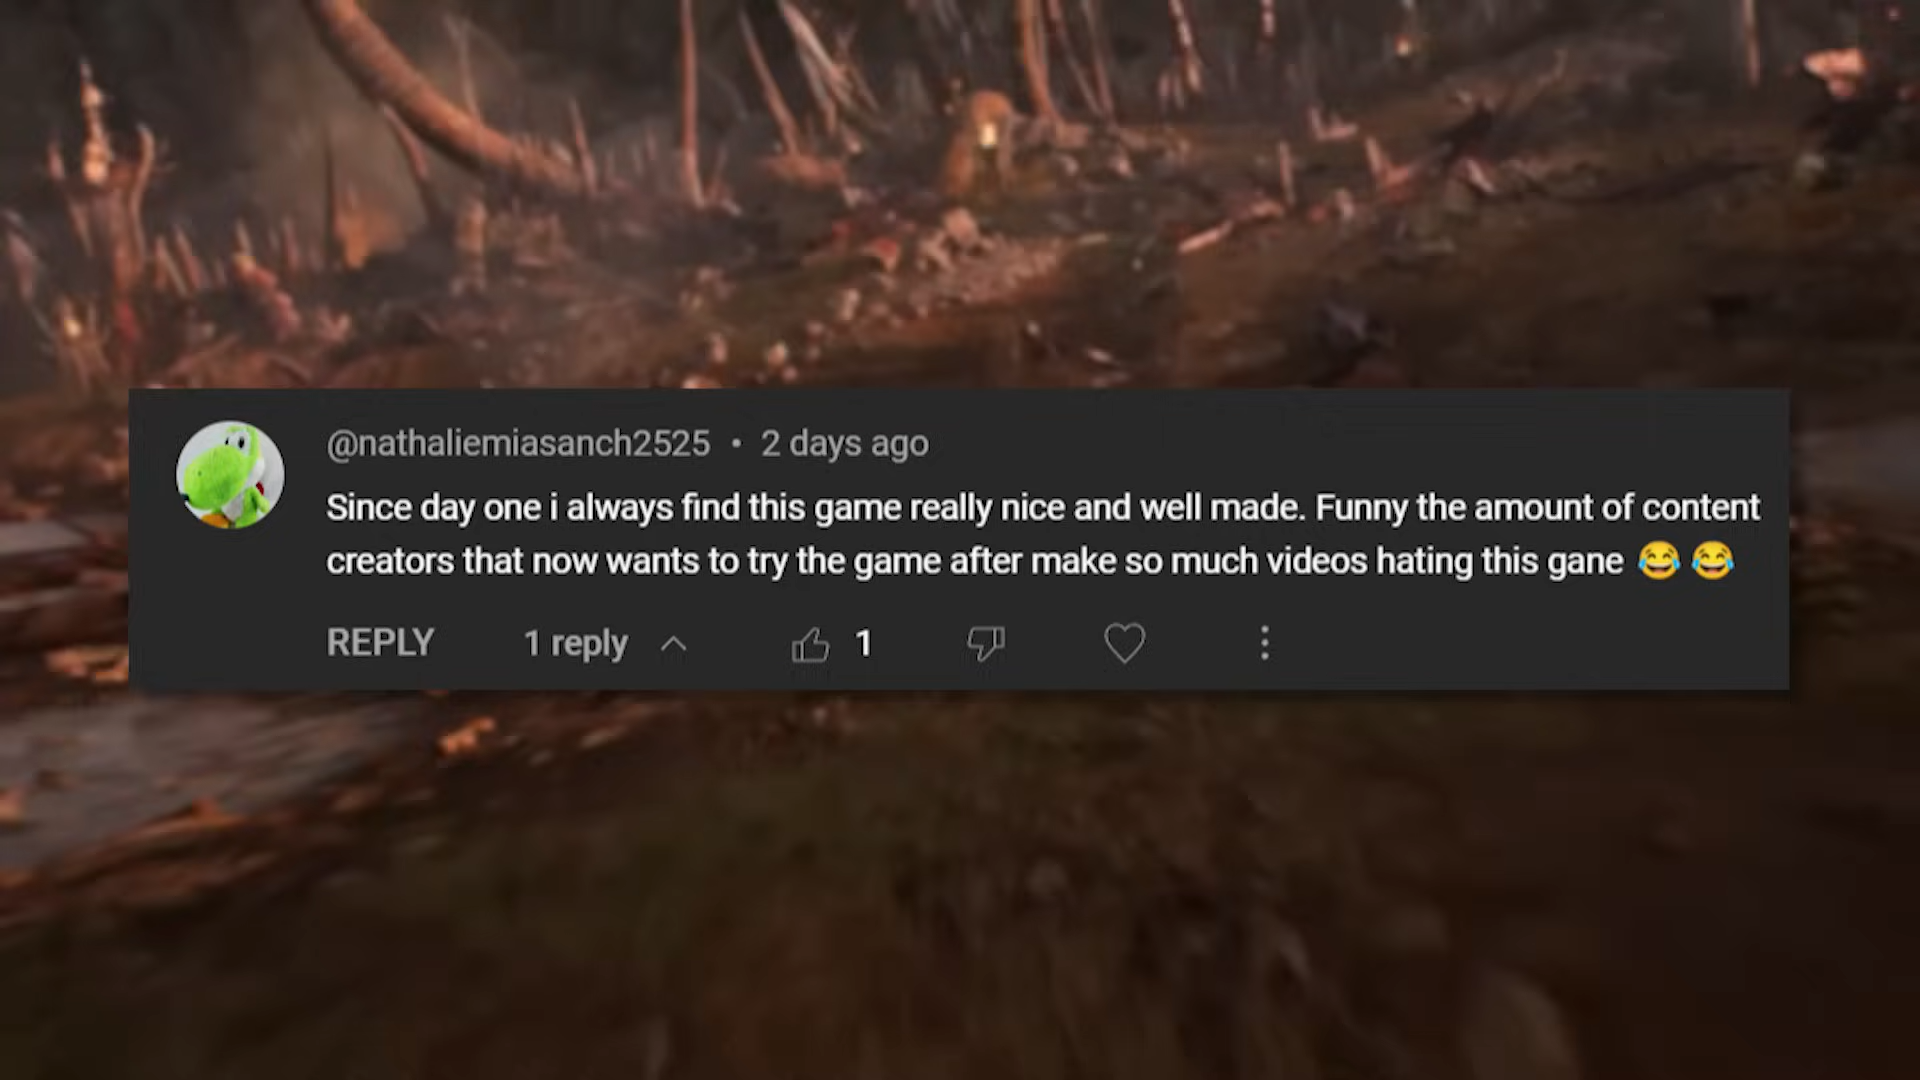 @nathaliemiasanch2525 • 2 days ago
Since day one i always find this game really nice and well made. Funny the amount of content
creators that now wants to try the game after make so much videos hating this gane 😂 😂
REPLY 1 reply 1